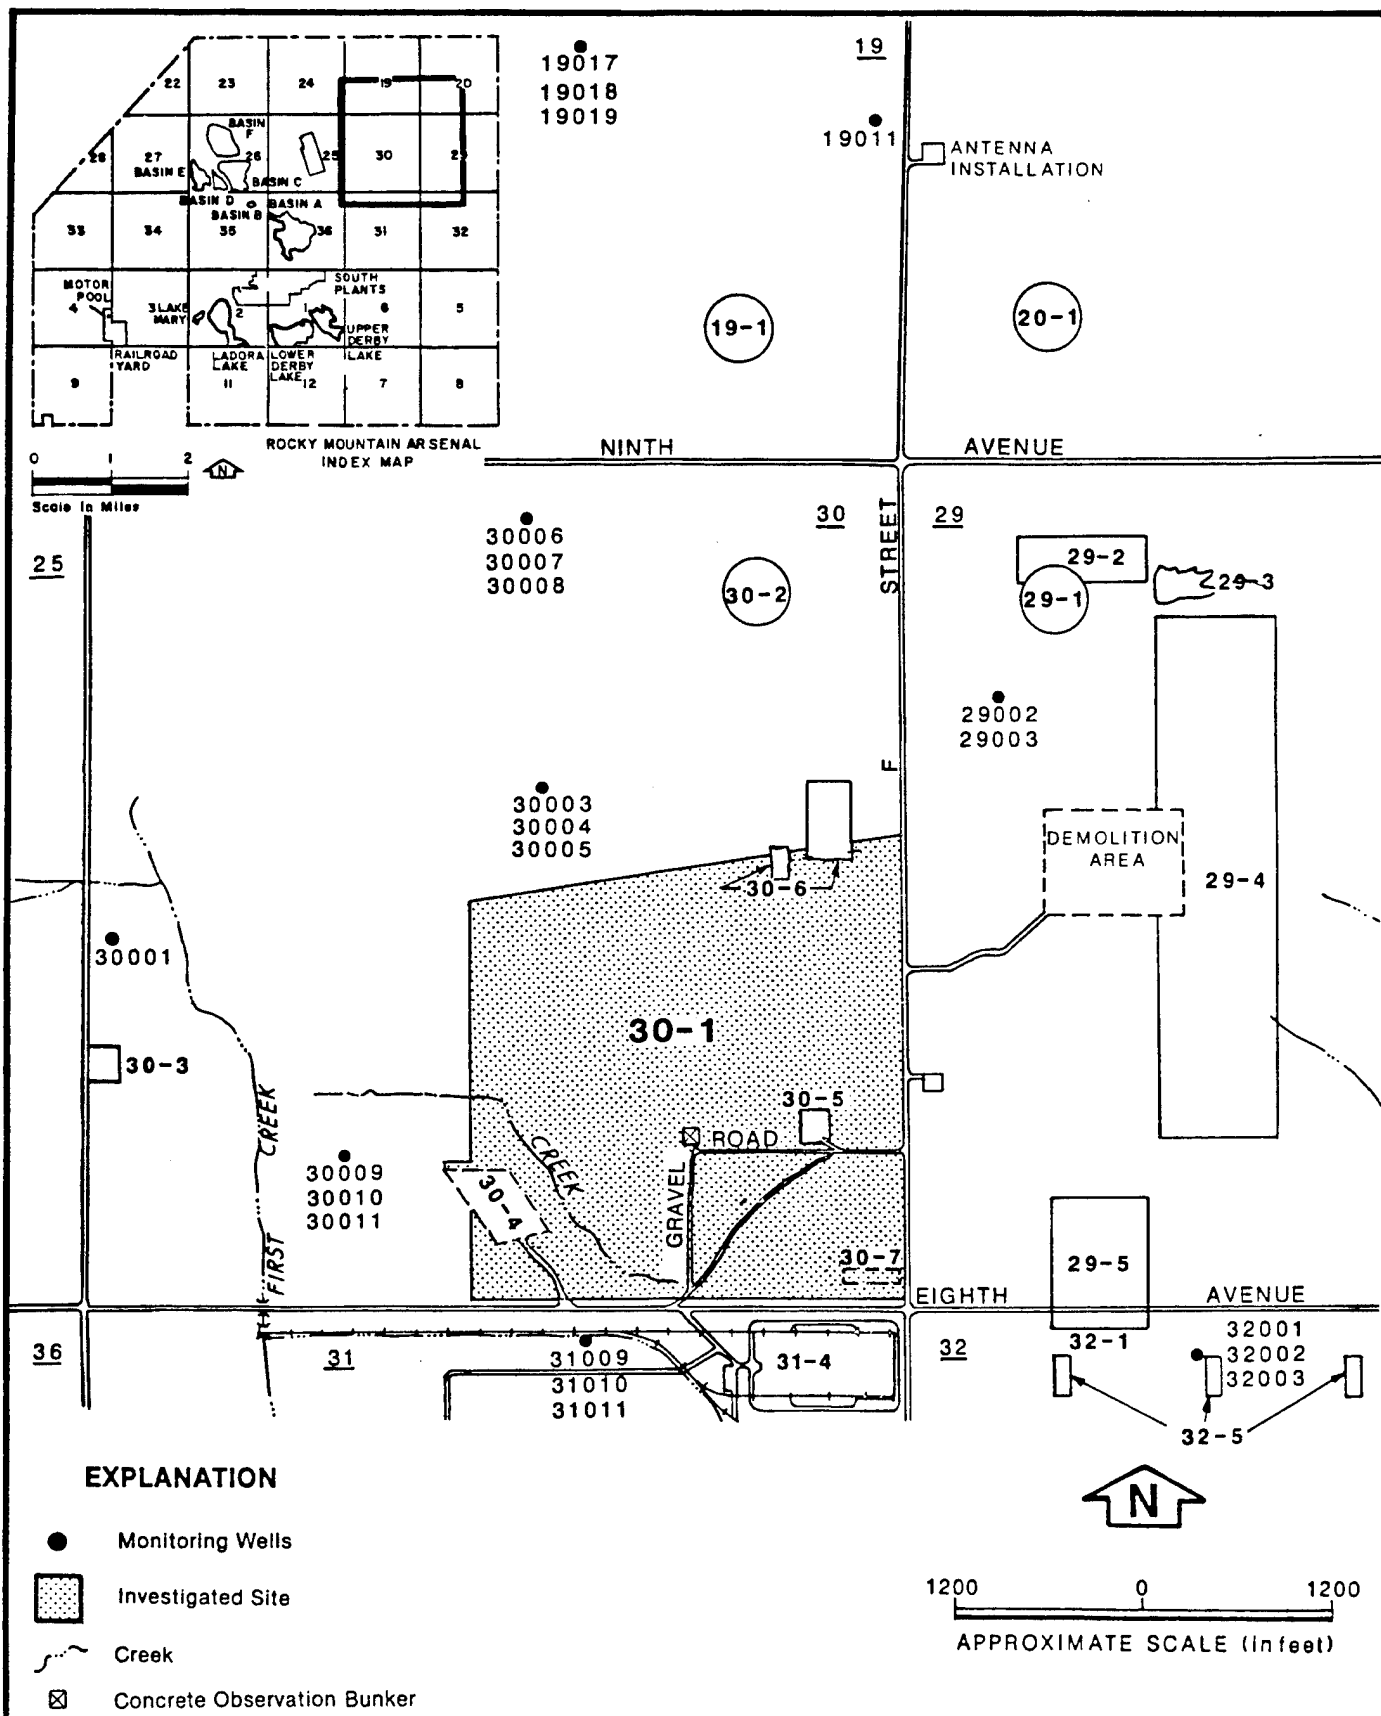 22
23
24
19
20
BASIN
F
28
27
26
25
30
29
BASIN E
BASIN C
BASIN D
BASIN A
BASIN B
33
34
35
36
31
32
MOTOR
POOL
SOUTH
PLANTS
4
3 LAKE
MARY
2
1
6
5
UPPER
DERBY
LAKE
RAILROAD
YARD
LADORA
LAKE
LOWER
DERBY
LAKE
9
11
12
7
8
ROCKY MOUNTAIN ARSENAL
INDEX MAP
0 1 2
N
Scale in Miles
19017
19018
19019
19
19011
ANTENNA
INSTALLATION
19-1
20-1
NINTH AVENUE
25
30006
30007
30008
30
29
STREET
F
30-2
29-2
29-1
29-3
29002
29003
30003
30004
30005
DEMOLITION
AREA
29-4
30-6
30001
30-1
30-3
30-5
FIRST CREEK
CREEK
GRAVEL ROAD
30009
30010
30011
30-4
30-7
29-5
EIGHTH AVENUE
36
31
31009
31010
31011
31-4
32
32-1
32001
32002
32003
32-5
N
EXPLANATION
Monitoring Wells
Investigated Site
Creek
Concrete Observation Bunker
1200 0 1200
APPROXIMATE SCALE (in feet)